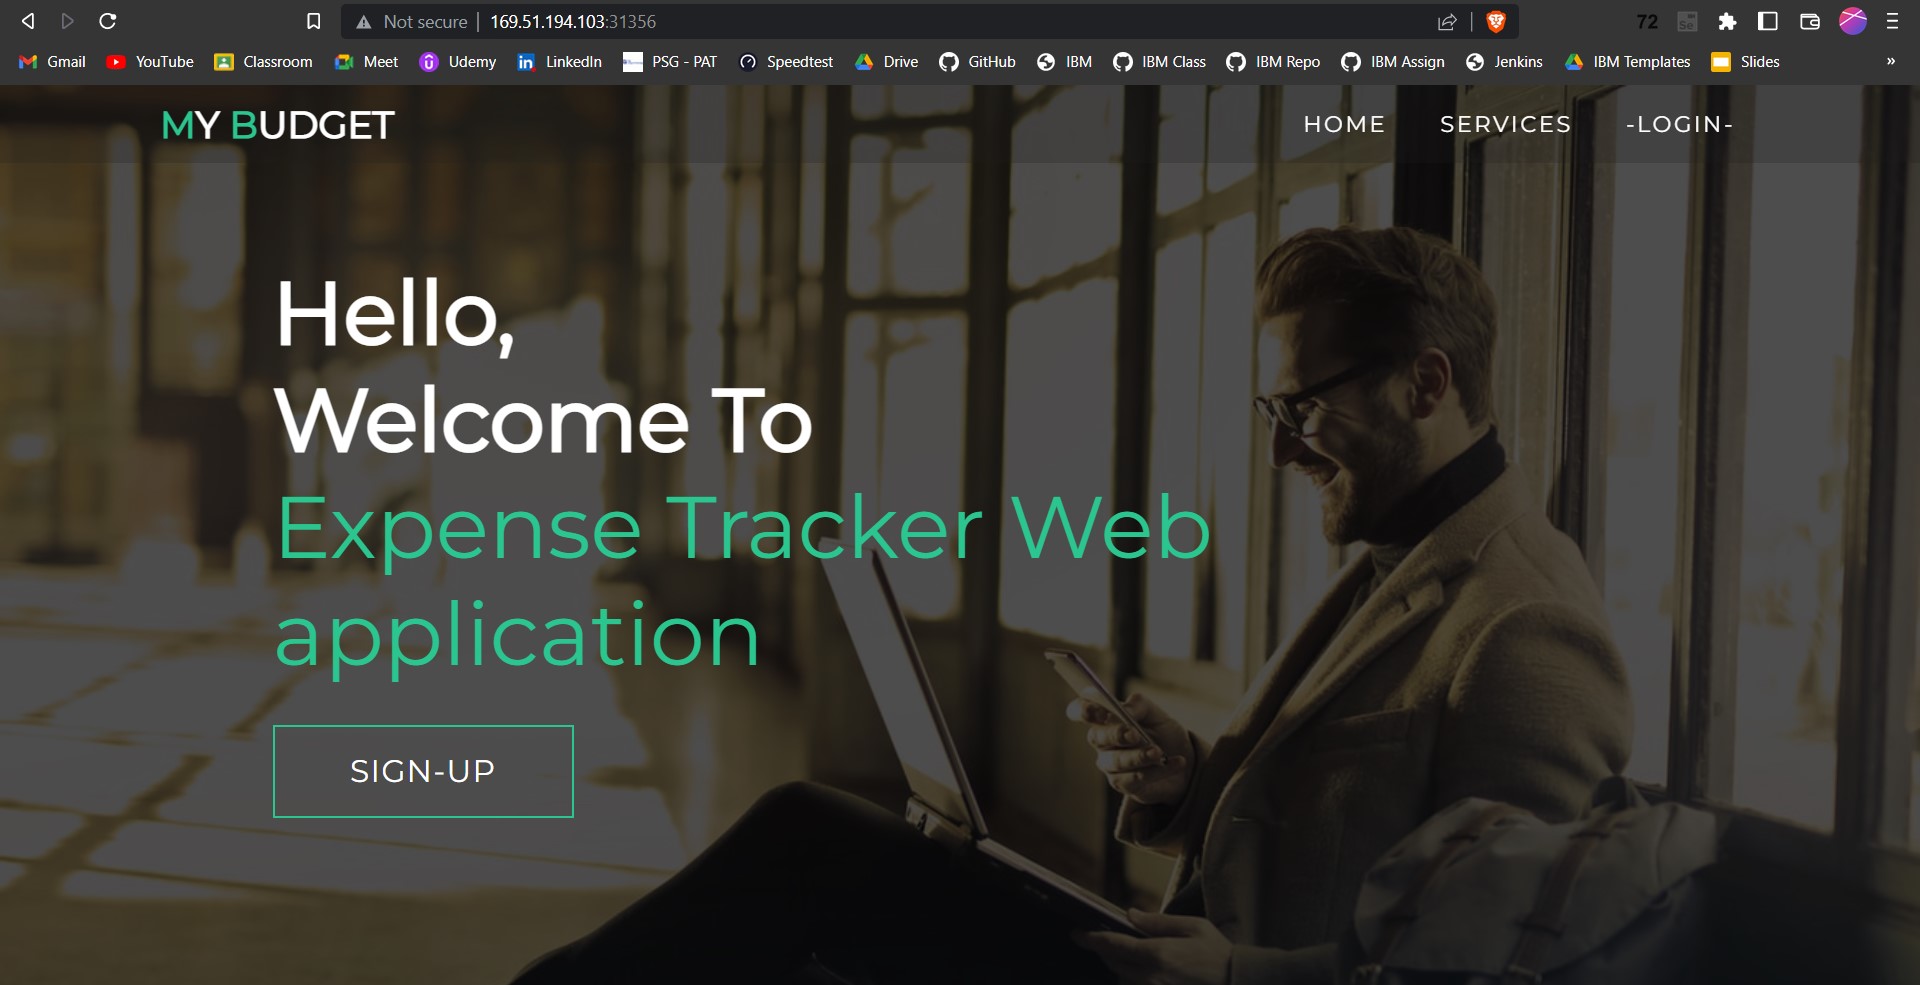 Not secure 169.51.194.103:31356
72
Se
Gmail YouTube Classroom Meet Udemy LinkedIn PSG - PAT Speedtest Drive GitHub IBM IBM Class IBM Repo IBM Assign Jenkins IBM Templates Slides »
MY BUDGET
HOME SERVICES -LOGIN-
Hello,
Welcome To
Expense Tracker Web
application
SIGN-UP